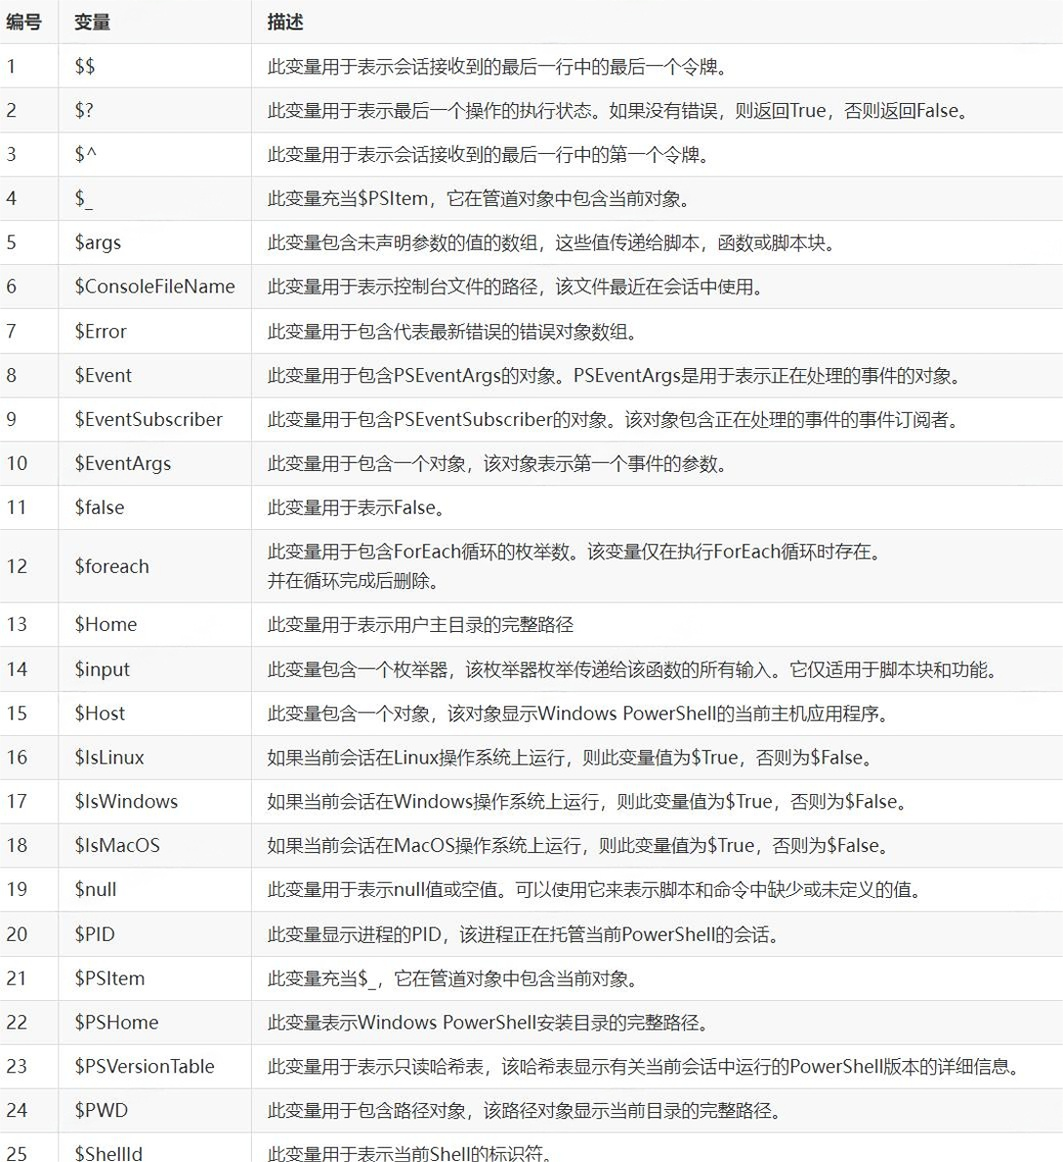 编号 变量 描述
1 $$ 此变量用于表示会话接收到的最后一行中的最后一个令牌。
2 $? 此变量用于表示最后一个操作的执行状态。如果没有错误，则返回True，否则返回False。
3 $^ 此变量用于表示会话接收到的最后一行中的第一个令牌。
4 $_ 此变量充当$PSItem，它在管道对象中包含当前对象。
5 $args 此变量包含未声明参数的值的数组，这些值传递给脚本，函数或脚本块。
6 $ConsoleFileName 此变量用于表示控制台文件的路径，该文件最近在会话中使用。
7 $Error 此变量用于包含代表最新错误的错误对象数组。
8 $Event 此变量用于包含PSEventArgs的对象。PSEventArgs是用于表示正在处理的事件的对象。
9 $EventSubscriber 此变量用于包含PSEventSubscriber的对象。该对象包含正在处理的事件的事件订阅者。
10 $EventArgs 此变量用于包含一个对象，该对象表示第一个事件的参数。
11 $false 此变量用于表示False。
12 $foreach 此变量用于包含ForEach循环的枚举数。该变量仅在执行ForEach循环时存在。
并在循环完成后删除。
13 $Home 此变量用于表示用户主目录的完整路径
14 $input 此变量包含一个枚举器，该枚举器枚举传递给该函数的所有输入。它仅适用于脚本块和功能。
15 $Host 此变量包含一个对象，该对象显示Windows PowerShell的当前主机应用程序。
16 $IsLinux 如果当前会话在Linux操作系统上运行，则此变量值为$True，否则为$False。
17 $IsWindows 如果当前会话在Windows操作系统上运行，则此变量值为$True，否则为$False。
18 $IsMacOS 如果当前会话在MacOS操作系统上运行，则此变量值为$True，否则为$False。
19 $null 此变量用于表示null值或空值。可以使用它来表示脚本和命令中缺少或未定义的值。
20 $PID 此变量显示进程的PID，该进程正在托管当前PowerShell的会话。
21 $PSItem 此变量充当$_，它在管道对象中包含当前对象。
22 $PSHome 此变量表示Windows PowerShell安装目录的完整路径。
23 $PSVersionTable 此变量用于表示只读哈希表，该哈希表显示有关当前会话中运行的PowerShell版本的详细信息。
24 $PWD 此变量用于包含路径对象，该路径对象显示当前目录的完整路径。
25 $ShellId 此变量用于表示当前Shell的标识符。